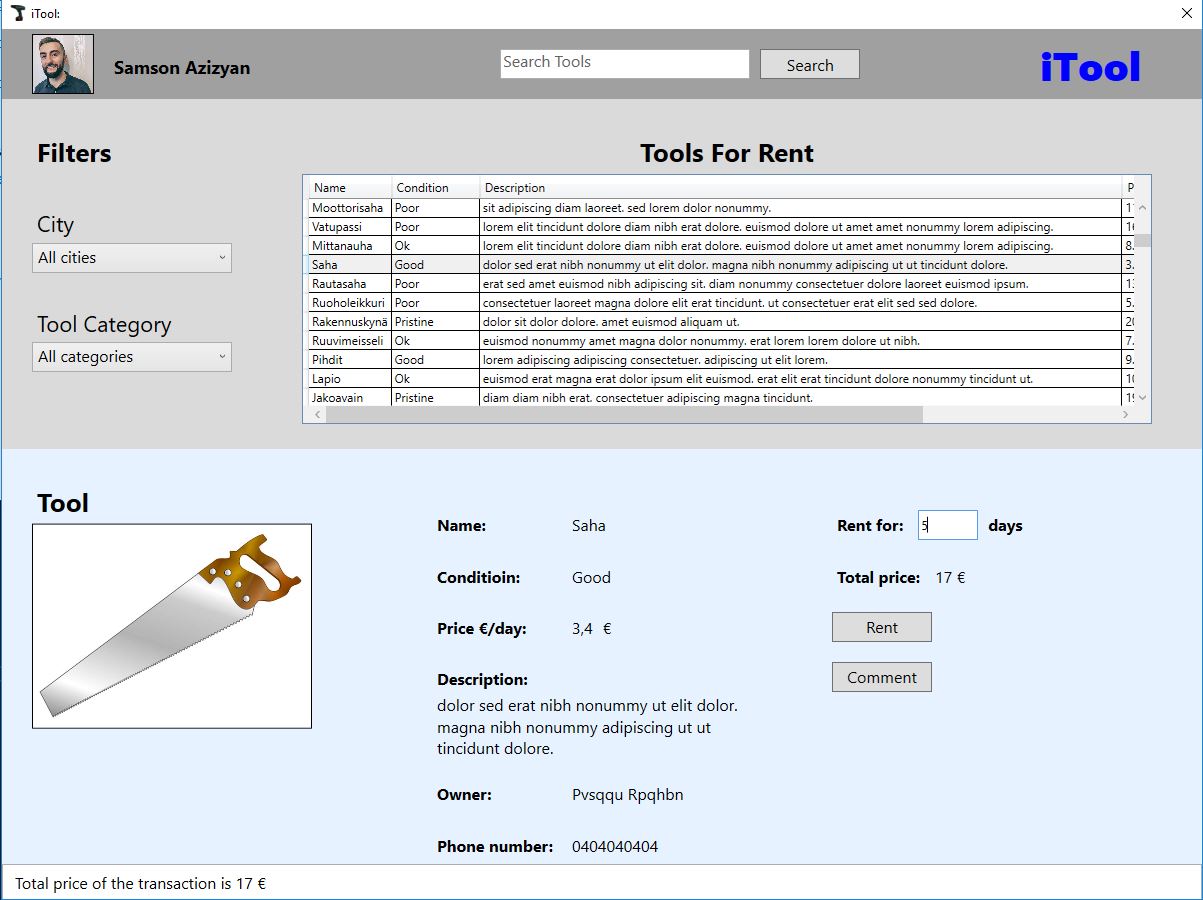 iTool:
Samson Azizyan
Search Tools
Search
iTool
Filters
City
All cities
Tool Category
All categories
Tools For Rent
Name Condition Description P
Moottorisaha Poor sit adipiscing diam laoreet. sed lorem dolor nonummy.
Vatupassi Poor lorem elit tincidunt dolore diam nibh erat dolore. euismod dolore ut amet amet nonummy lorem adipiscing.
Mittanauha Ok lorem elit tincidunt dolore diam nibh erat dolore. euismod dolore ut amet amet nonummy lorem adipiscing. 8.
Saha Good dolor sed erat nibh nonummy ut elit dolor. magna nibh nonummy adipiscing ut ut tincidunt dolore. 3.
Rautasaha Poor erat sed amet euismod nibh adipiscing sit. diam nonummy consectetuer dolore laoreet euismod ipsum.
Ruoholeikkuri Poor consectetuer laoreet magna dolore elit erat tincidunt. ut consectetuer erat elit sed sed dolore. 5.
Rakennuskynä Pristine dolor sit dolor dolore. amet euismod aliquam ut.
Ruuvimeisseli Ok euismod nonummy amet magna dolor nonummy. erat lorem lorem dolore ut nibh. 7.
Pihdit Good lorem adipiscing adipiscing consectetuer. adipiscing ut elit lorem. 9.
Lapio Ok euismod erat magna erat dolor ipsum elit euismod. erat elit erat tincidunt dolore nonummy tincidunt ut.
Jakoavain Pristine diam diam nibh erat. consectetuer adipiscing magna tincidunt.
Tool
Name: Saha
Conditioin: Good
Price €/day: 3,4 €
Description:
dolor sed erat nibh nonummy ut elit dolor.
magna nibh nonummy adipiscing ut ut
tincidunt dolore.
Owner: Pvsqqu Rpqhbn
Phone number: 0404040404
Rent for: 5 days
Total price: 17 €
Rent
Comment
Total price of the transaction is 17 €